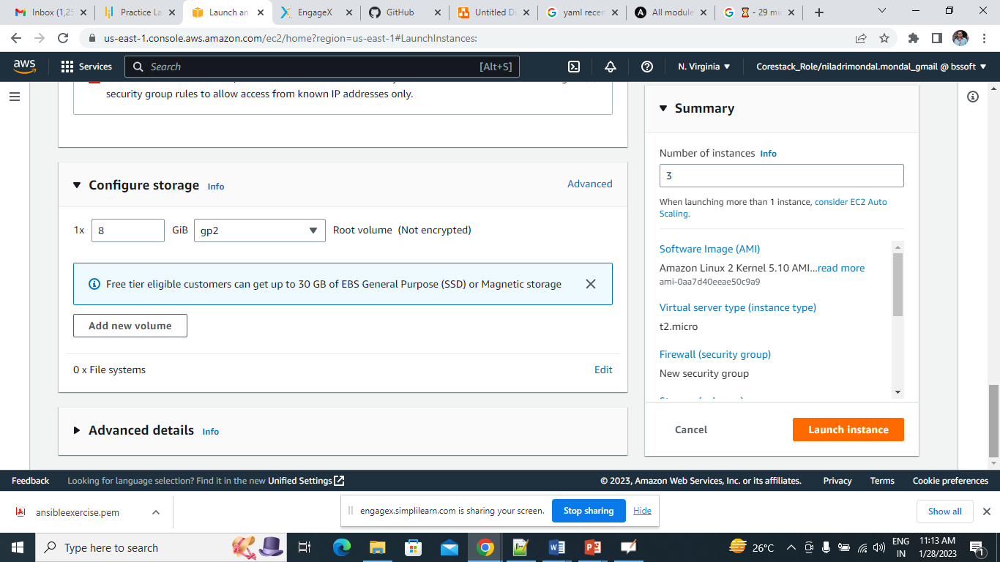 Inbox (1,25
Practice La
Launch an
EngageX
GitHub
Untitled Di
yaml recen
All module
- 29 mi
us-east-1.console.aws.amazon.com/ec2/home?region=us-east-1#LaunchInstances:
aws
Services
Search
[Alt+S]
N. Virginia
Corestack_Role/niladrimondal.mondal_gmail @ bssoft
security group rules to allow access from known IP addresses only.
Configure storage Info
Advanced
1x 8 GiB gp2 Root volume (Not encrypted)
Free tier eligible customers can get up to 30 GB of EBS General Purpose (SSD) or Magnetic storage
Add new volume
0 x File systems
Edit
Advanced details Info
Summary
Number of instances Info
3
When launching more than 1 instance, consider EC2 Auto
Scaling.
Software Image (AMI)
Amazon Linux 2 Kernel 5.10 AMI...read more
ami-0aa7d40eeae50c9a9
Virtual server type (instance type)
t2.micro
Firewall (security group)
New security group
Cancel
Launch instance
Feedback
Looking for language selection? Find it in the new Unified Settings
© 2023, Amazon Web Services, Inc. or its affiliates.
Privacy
Terms
Cookie preferences
ansibleexercise.pem
engagex.simplilearn.com is sharing your screen.
Stop sharing
Hide
Show all
Type here to search
26°C
ENG
IN
11:13 AM
1/28/2023
1